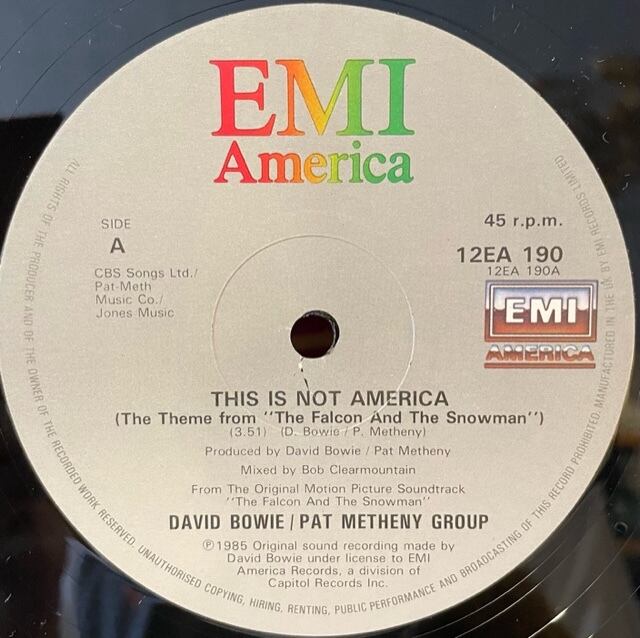 EMI
America
SIDE
A
CBS Songs Ltd./
Pat-Meth
Music Co./
Jones Music
45 r.p.m.
12EA 190
12EA 190A
EMI
AMERICA
THIS IS NOT AMERICA
(The Theme from "The Falcon And The Snowman")
(3.51) (D. Bowie / P. Metheny)
Produced by David Bowie / Pat Metheny
Mixed by Bob Clearmountain
From The Original Motion Picture Soundtrack
"The Falcon And The Snowman"
DAVID BOWIE / PAT METHENY GROUP
℗ 1985 Original sound recording made by
David Bowie under license to EMI
America Records, a division of
Capitol Records Inc.
ALL RIGHTS OF THE PRODUCER AND OF THE OWNER OF THE RECORDED WORK RESERVED. UNAUTHORISED COPYING, HIRING, RENTING, PUBLIC PERFORMANCE AND BROADCASTING OF THIS RECORD PROHIBITED. MANUFACTURED IN THE UK BY EMI RECORDS LIMITED